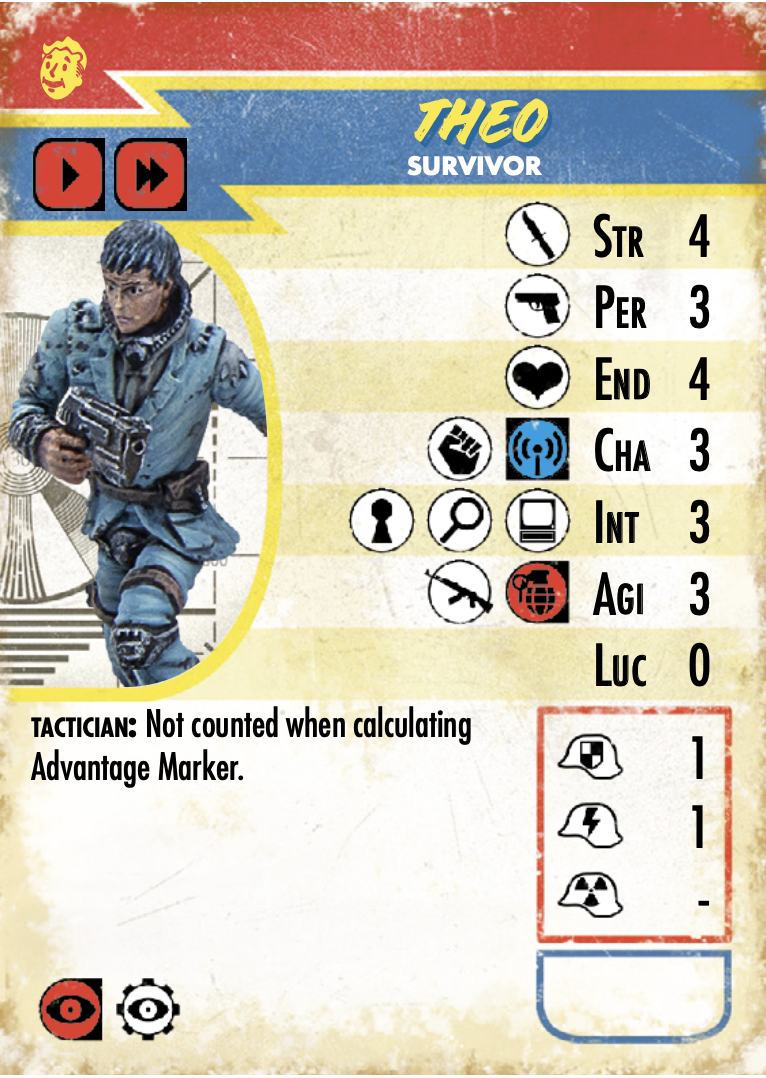 THEO
SURVIVOR
STR 4
PER 3
END 4
CHA 3
INT 3
AGI 3
LUC 0
TACTICIAN: Not counted when calculating
Advantage Marker.
1
1
-